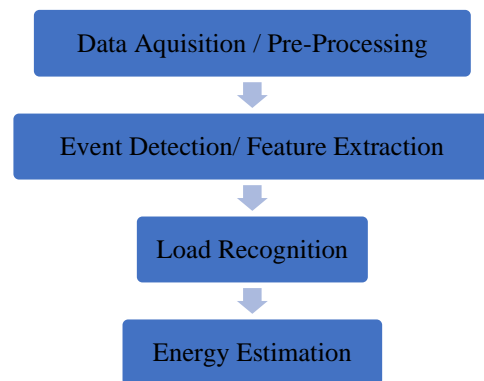 Data Aquisition / Pre-Processing
Event Detection/ Feature Extraction
Load Recognition
Energy Estimation